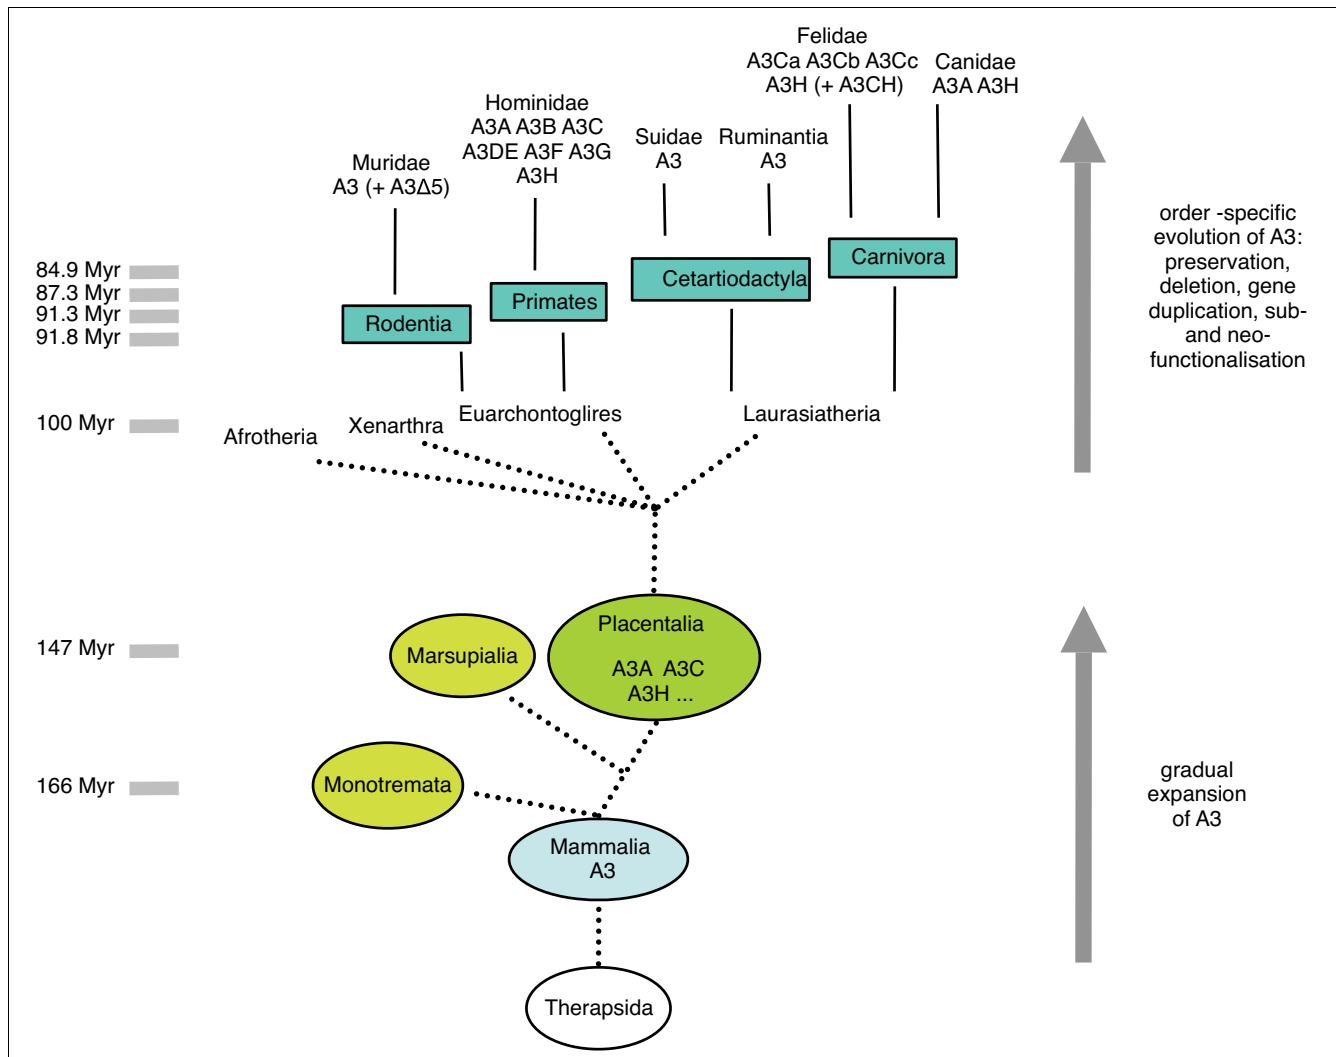 Felidae
A3Ca A3Cb A3Cc
A3H (+ A3CH)
Canidae
A3A A3H
Hominidae
A3A A3B A3C
A3DE A3F A3G
A3H
Suidae
A3
Ruminantia
A3
Muridae
A3 (+ A3Δ5)
order -specific
evolution of A3:
preservation,
deletion, gene
duplication, sub-
and neo-
functionalisation
84.9 Myr
87.3 Myr
91.3 Myr
91.8 Myr
Rodentia
Primates
Cetartiodactyla
Carnivora
100 Myr
Afrotheria
Xenarthra
Euarchontoglires
Laurasiatheria
147 Myr
Marsupialia
Placentalia
A3A A3C
A3H ...
166 Myr
Monotremata
Mammalia
A3
gradual
expansion
of A3
Therapsida